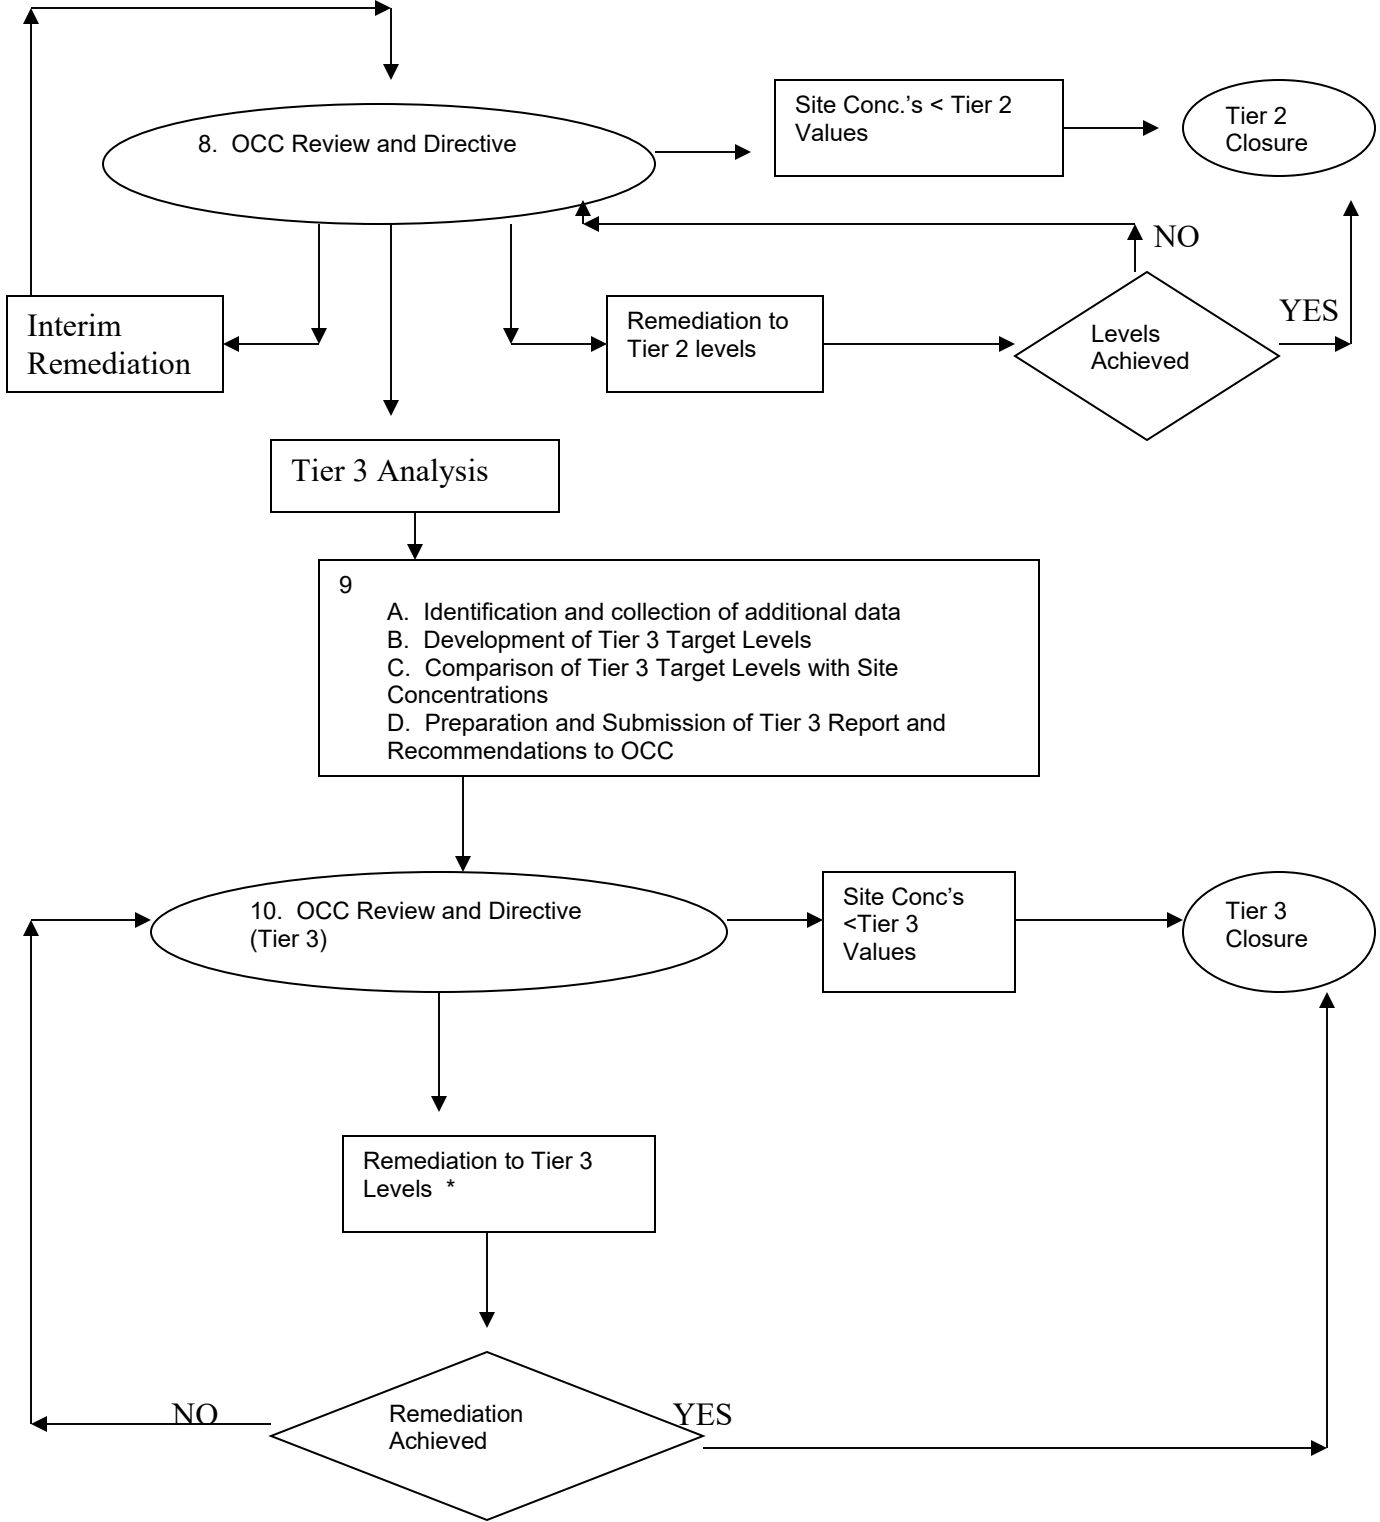 8.  OCC Review and Directive
Site Conc.’s < Tier 2
Values
Tier 2
Closure
NO
Interim
Remediation
Remediation to
Tier 2 levels
Levels
Achieved
YES
Tier 3 Analysis
9
A.  Identification and collection of additional data
B.  Development of Tier 3 Target Levels
C.  Comparison of Tier 3 Target Levels with Site
Concentrations
D.  Preparation and Submission of Tier 3 Report and
Recommendations to OCC
10.  OCC Review and Directive
(Tier 3)
Site Conc’s
<Tier 3
Values
Tier 3
Closure
Remediation to Tier 3
Levels  *
NO
Remediation
Achieved
YES